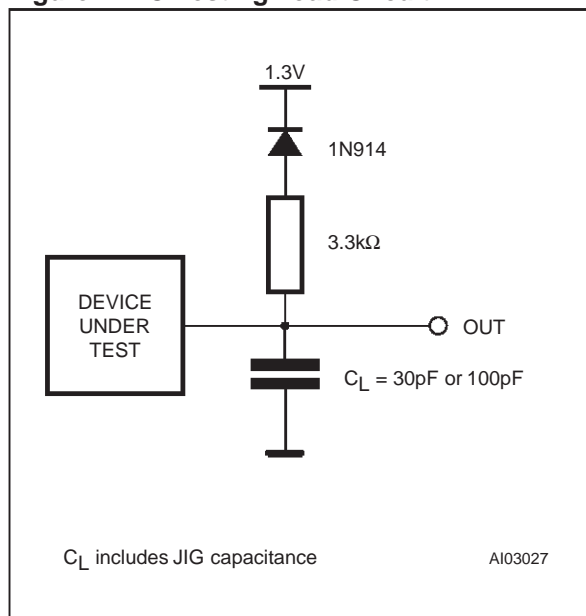 1.3V
1N914
3.3kΩ
DEVICE
UNDER
TEST
OUT
CL = 30pF or 100pF
CL includes JIG capacitance
AI03027